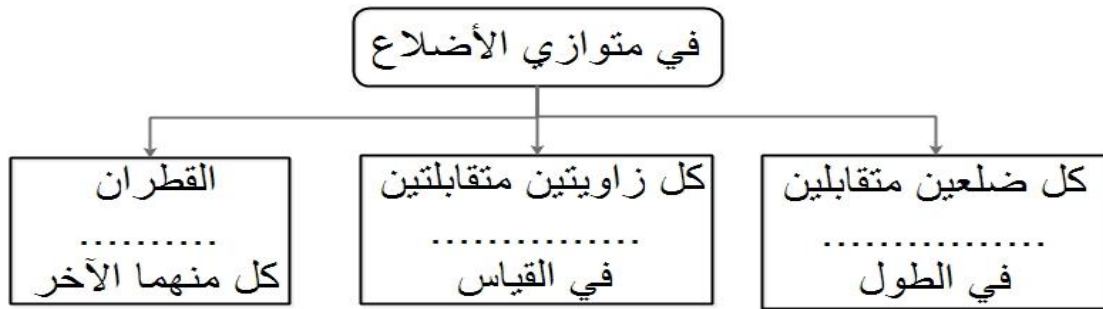 في متوازي الأضلاع
كل ضلعين متقابلين
................
في الطول
كل زاويتين متقابلتين
...............
في القياس
القطران
..........
كل منهما الآخر